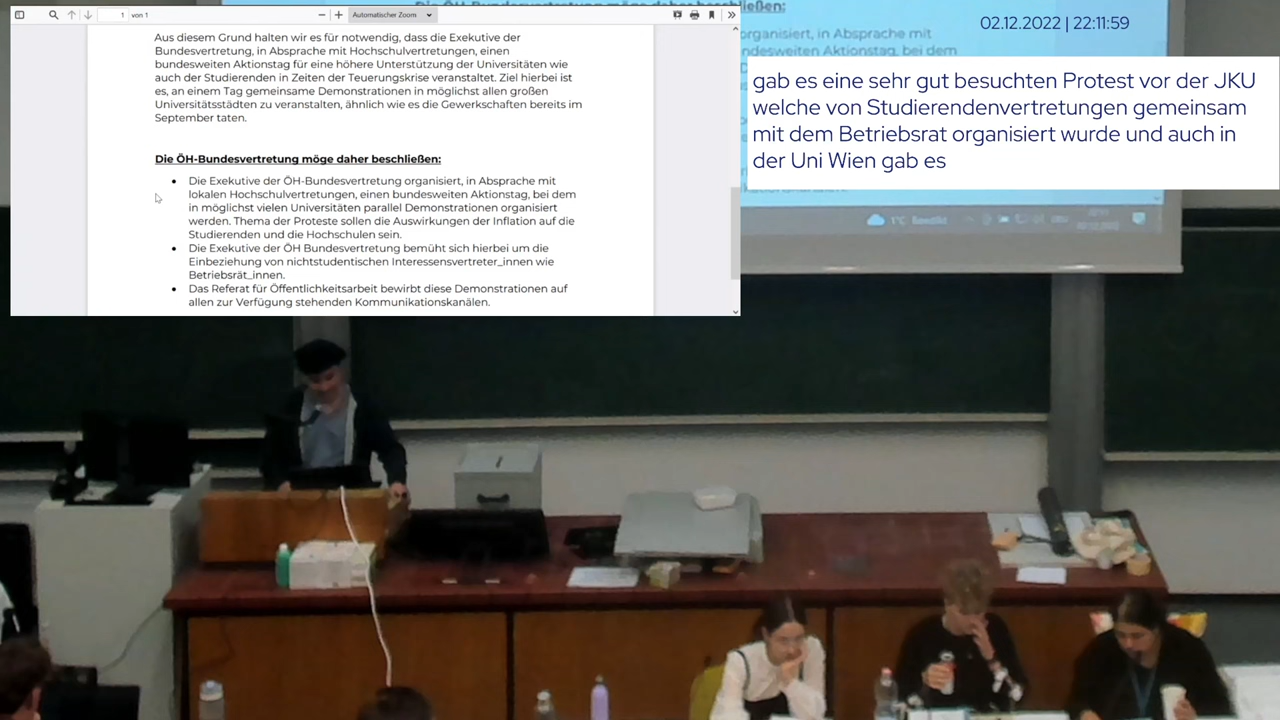 1 von 1
Automatischer Zoom
Aus diesem Grund halten wir es für notwendig, dass die Exekutive der
Bundesvertretung, in Absprache mit Hochschulvertretungen, einen
bundesweiten Aktionstag für eine höhere Unterstützung der Universitäten wie
auch der Studierenden in Zeiten der Teuerungskrise veranstaltet. Ziel hierbei ist
es, an einem Tag gemeinsame Demonstrationen in möglichst allen großen
Universitätsstädten zu veranstalten, ähnlich wie es die Gewerkschaften bereits im
September taten.
Die ÖH-Bundesvertretung möge daher beschließen:
• Die Exekutive der ÖH-Bundesvertretung organisiert, in Absprache mit
lokalen Hochschulvertretungen, einen bundesweiten Aktionstag, bei dem
in möglichst vielen Universitäten parallel Demonstrationen organisiert
werden. Thema der Proteste sollen die Auswirkungen der Inflation auf die
Studierenden und die Hochschulen sein.
• Die Exekutive der ÖH Bundesvertretung bemüht sich hierbei um die
Einbeziehung von nichtstudentischen Interessensvertreter_innen wie
Betriebsrät_innen.
• Das Referat für Öffentlichkeitsarbeit bewirbt diese Demonstrationen auf
allen zur Verfügung stehenden Kommunikationskanälen.
organisiert, in Absprache mit
ndesweiten Aktionstag, bei dem
02.12.2022 | 22:11:59
gab es eine sehr gut besuchten Protest vor der JKU
welche von Studierendenvertretungen gemeinsam
mit dem Betriebsrat organisiert wurde und auch in
der Uni Wien gab es
1°C